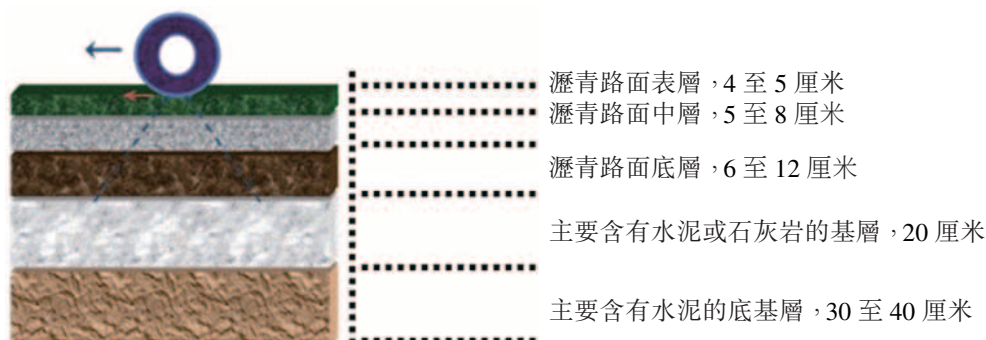 瀝青路面表層，4 至 5 厘米
瀝青路面中層，5 至 8 厘米
瀝青路面底層，6 至 12 厘米
主要含有水泥或石灰岩的基層，20 厘米
主要含有水泥的底基層，30 至 40 厘米